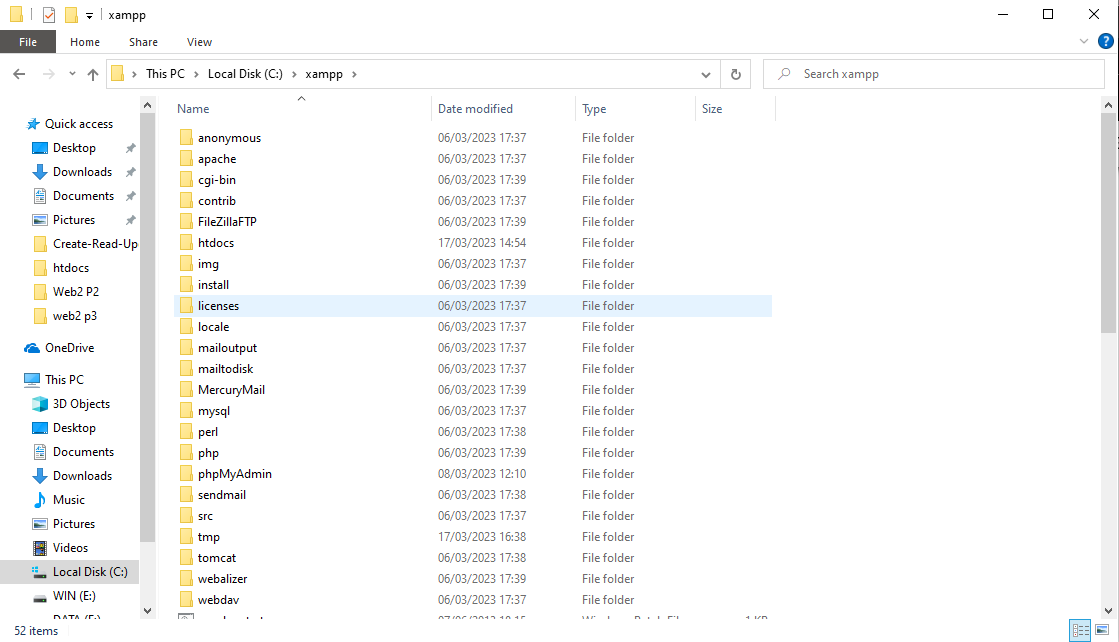 xampp
File Home Share View
This PC Local Disk (C:) xampp Search xampp
Name Date modified Type Size
Quick access
Desktop
Downloads
Documents
Pictures
Create-Read-Up
htdocs
Web2 P2
web2 p3
OneDrive
This PC
3D Objects
Desktop
Documents
Downloads
Music
Pictures
Videos
Local Disk (C:)
WIN (E:)
anonymous 06/03/2023 17:37 File folder
apache 06/03/2023 17:37 File folder
cgi-bin 06/03/2023 17:39 File folder
contrib 06/03/2023 17:37 File folder
FileZillaFTP 06/03/2023 17:39 File folder
htdocs 17/03/2023 14:54 File folder
img 06/03/2023 17:37 File folder
install 06/03/2023 17:39 File folder
licenses 06/03/2023 17:37 File folder
locale 06/03/2023 17:37 File folder
mailoutput 06/03/2023 17:37 File folder
mailtodisk 06/03/2023 17:37 File folder
MercuryMail 06/03/2023 17:39 File folder
mysql 06/03/2023 17:37 File folder
perl 06/03/2023 17:38 File folder
php 06/03/2023 17:39 File folder
phpMyAdmin 08/03/2023 12:10 File folder
sendmail 06/03/2023 17:38 File folder
src 06/03/2023 17:37 File folder
tmp 17/03/2023 16:38 File folder
tomcat 06/03/2023 17:38 File folder
webalizer 06/03/2023 17:39 File folder
webdav 06/03/2023 17:37 File folder
52 items